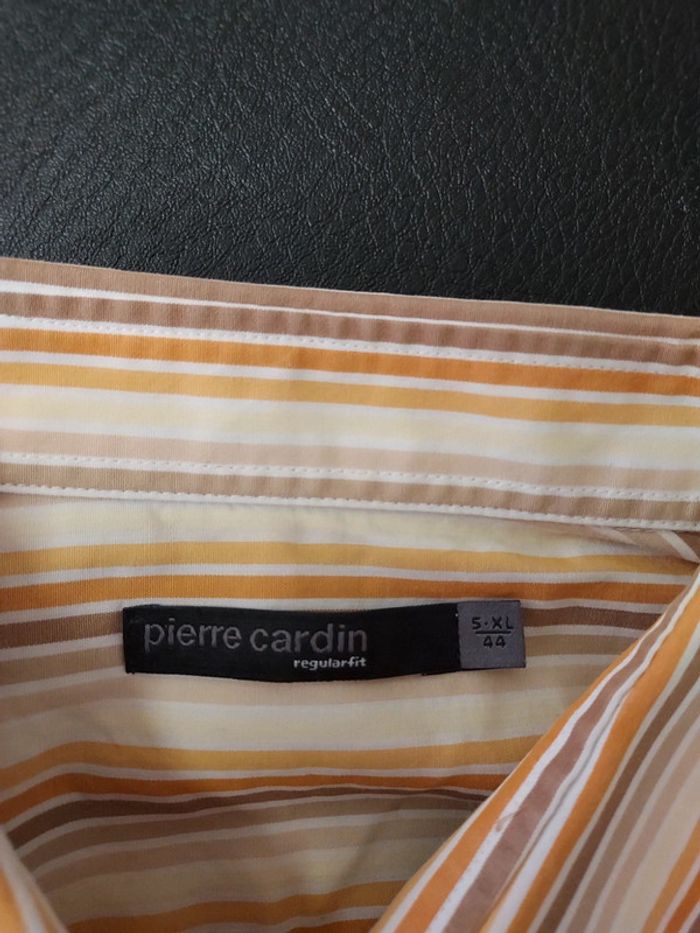 pierre cardin
regularfit
5·XL
44